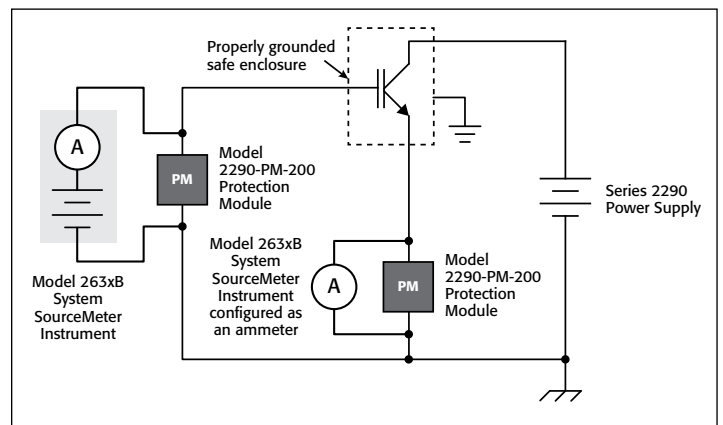 Properly grounded
safe enclosure
A
Model
2290-PM-200
Protection
Module
PM
Model 263xB
System
SourceMeter
Instrument
Series 2290
Power Supply
Model 263xB
System
SourceMeter
Instrument
configured as
an ammeter
A
PM
Model
2290-PM-200
Protection
Module